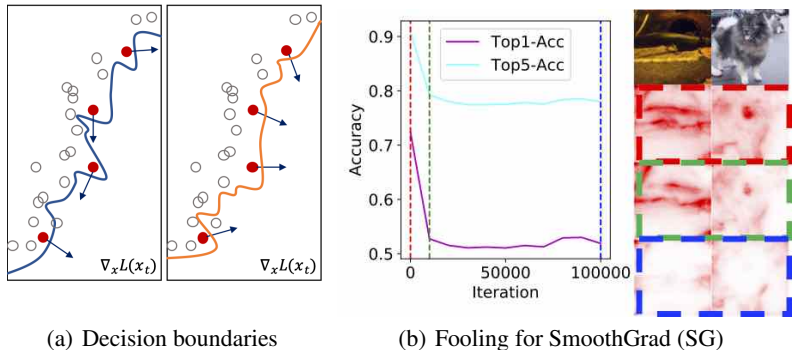 ∇ₓL(xₜ)
∇ₓL(xₜ)
(a) Decision boundaries
0.9
0.8
0.7
0.6
0.5
Accuracy
Top1-Acc
Top5-Acc
0
50000
100000
Iteration
(b) Fooling for SmoothGrad (SG)